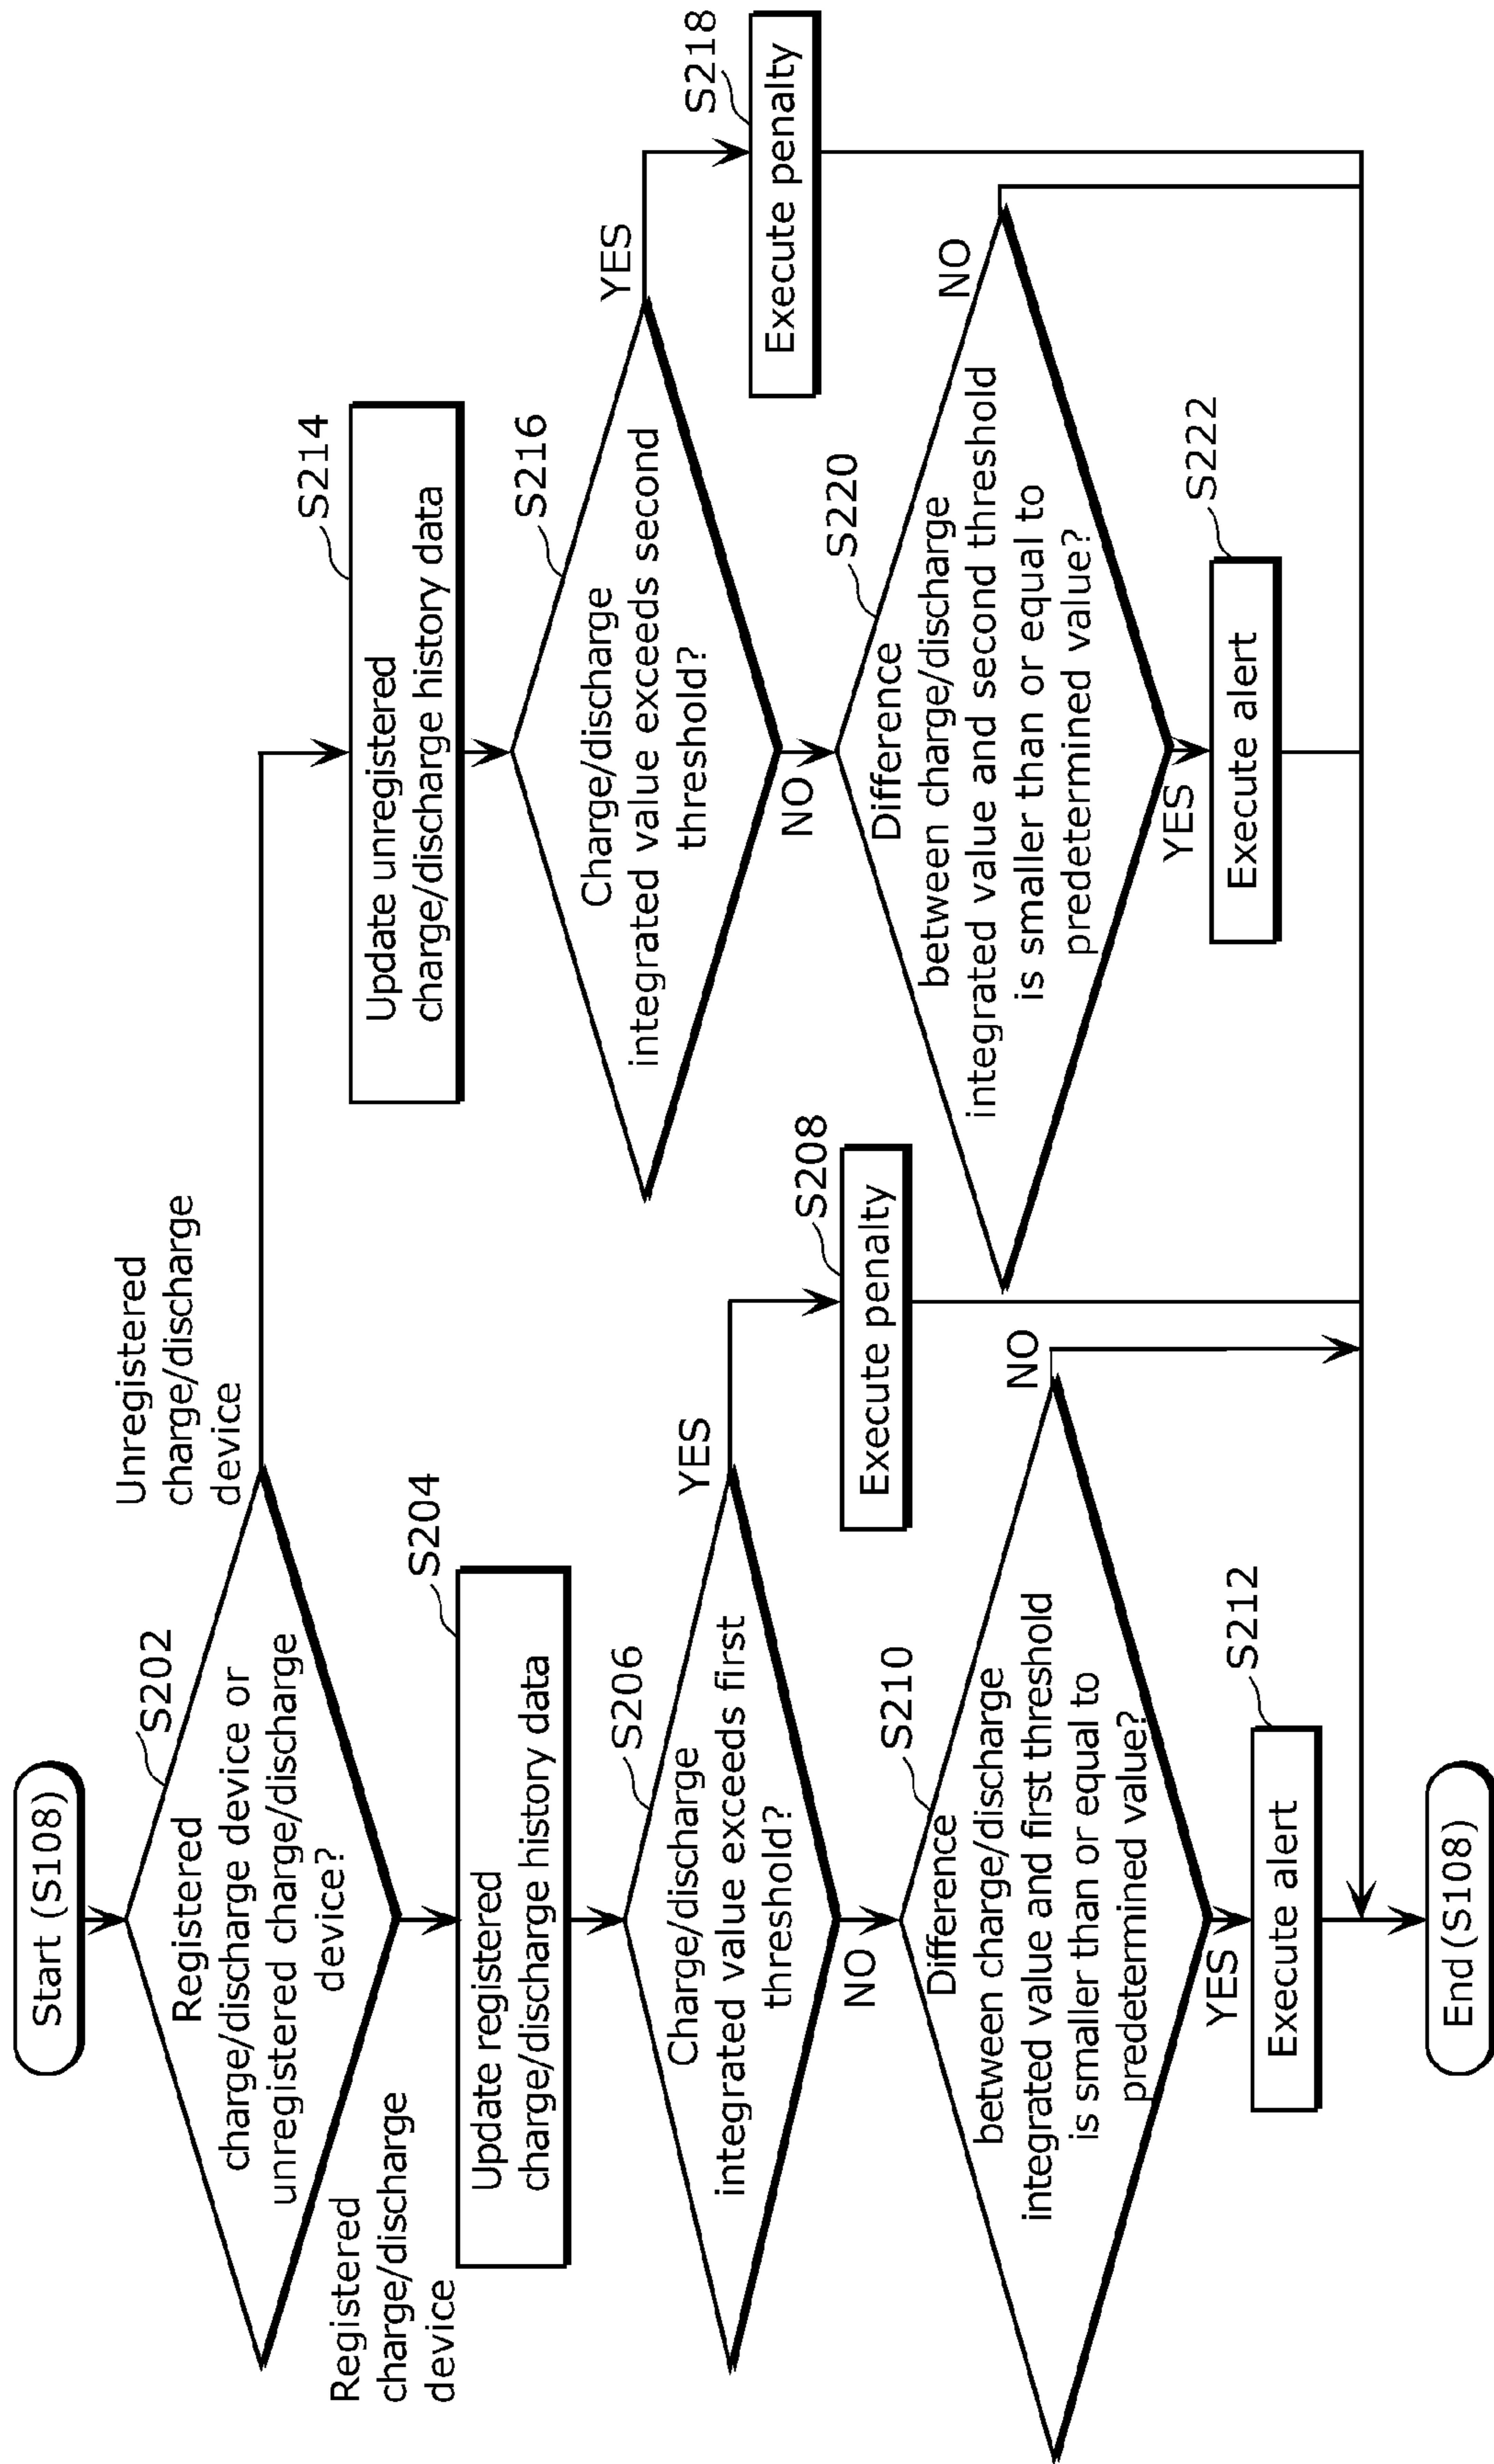 Start (S108)
S202
Registered
charge/discharge device or
unregistered charge/discharge
device?
Unregistered
charge/discharge
device
Registered
charge/discharge
device
S204
Update registered
charge/discharge history data
S206
Charge/discharge
integrated value exceeds first
threshold?
YES
NO
S208
Execute penalty
S210
Difference
between charge/discharge
integrated value and first threshold
is smaller than or equal to
predetermined value?
NO
YES
S212
Execute alert
S214
Update unregistered
charge/discharge history data
S216
Charge/discharge
integrated value exceeds second
threshold?
YES
NO
S218
Execute penalty
S220
Difference
between charge/discharge
integrated value and second threshold
is smaller than or equal to
predetermined value?
NO
YES
S222
Execute alert
End (S108)